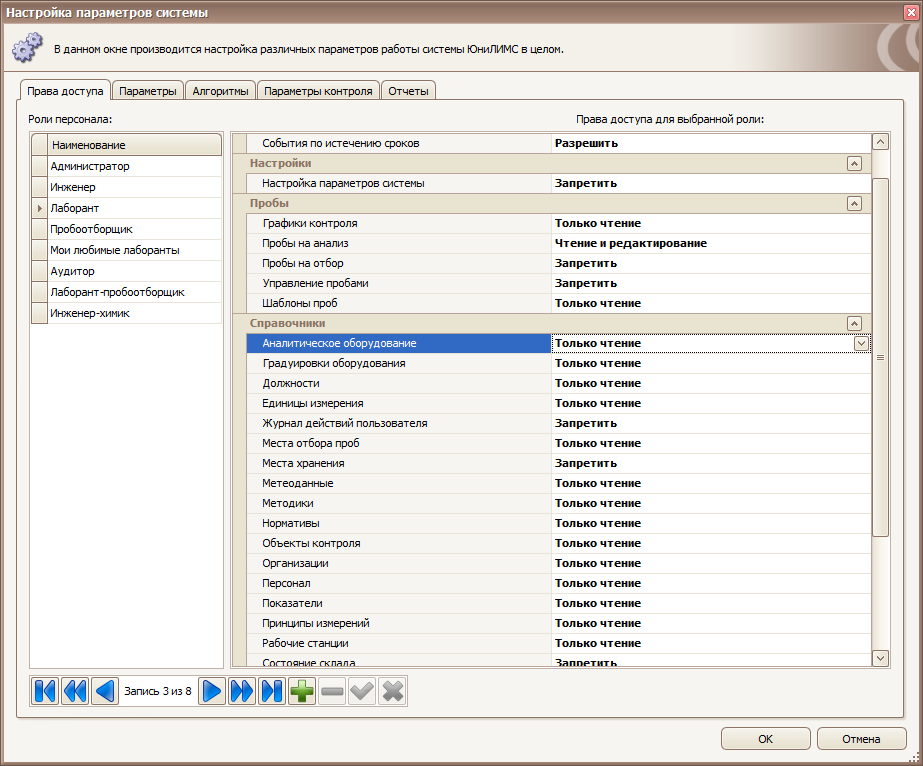 Настройка параметров системы
В данном окне производится настройка различных параметров работы системы ЮниЛИМС в целом.
Права доступа Параметры Алгоритмы Параметры контроля Отчеты
Роли персонала:
Наименование
Администратор
Инженер
Лаборант
Пробоотборщик
Мои любимые лаборанты
Аудитор
Лаборант-пробоотборщик
Инженер-химик
Права доступа для выбранной роли:
События по истечению сроков Разрешить
Настройки
Настройка параметров системы Запретить
Пробы
Графики контроля Только чтение
Пробы на анализ Чтение и редактирование
Пробы на отбор Запретить
Управление пробами Запретить
Шаблоны проб Только чтение
Справочники
Аналитическое оборудование Только чтение
Градуировки оборудования Только чтение
Должности Только чтение
Единицы измерения Только чтение
Журнал действий пользователя Запретить
Места отбора проб Только чтение
Места хранения Запретить
Метеоданные Только чтение
Методики Только чтение
Нормативы Только чтение
Объекты контроля Только чтение
Организации Только чтение
Персонал Только чтение
Показатели Только чтение
Принципы измерений Только чтение
Рабочие станции Только чтение
Состояние склада Запретить
Запись 3 из 8
ОК Отмена